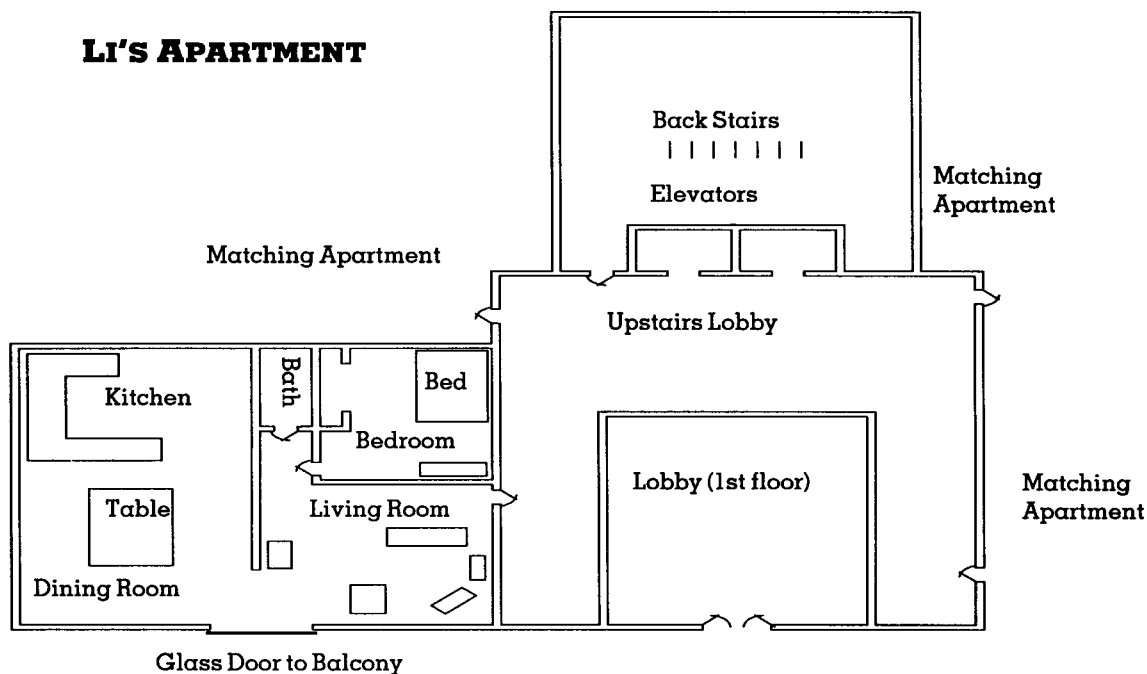 LI'S APARTMENT
Back Stairs
Elevators
Matching
Apartment
Matching Apartment
Upstairs Lobby
Kitchen
Bath
Bed
Bedroom
Table
Living Room
Lobby (1st floor)
Matching
Apartment
Dining Room
Glass Door to Balcony